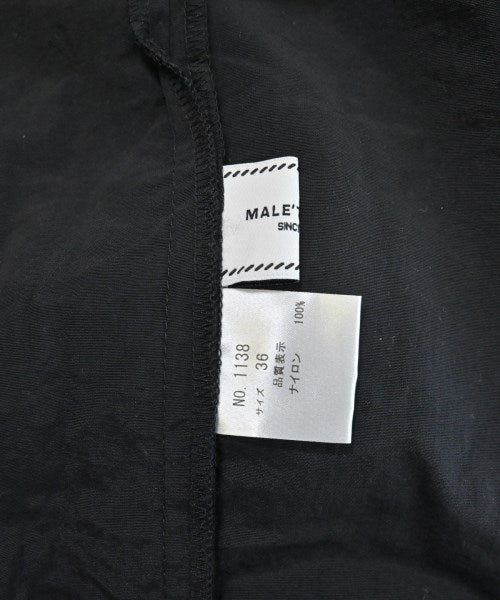 MALE'
SINC
NO. 1138
サイズ 36
品質表示
ナイロン 100%